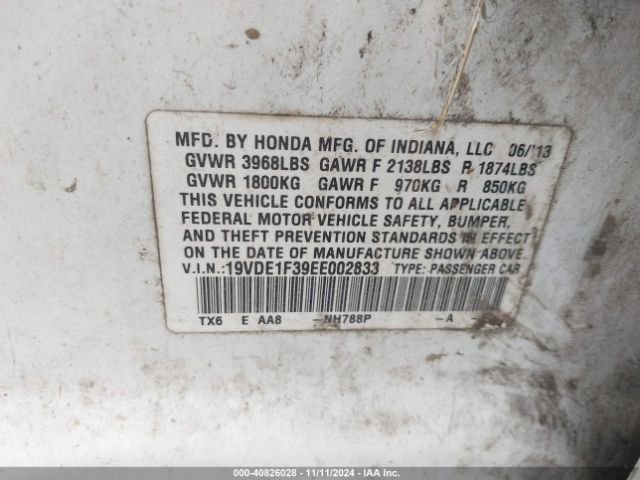 MFD. BY HONDA MFG. OF INDIANA, LLC 06/'13
GVWR 3968LBS GAWR F 2138LBS R 1874LBS
GVWR 1800KG GAWR F 970KG R 850KG
THIS VEHICLE CONFORMS TO ALL APPLICABLE
FEDERAL MOTOR VEHICLE SAFETY, BUMPER,
AND THEFT PREVENTION STANDARDS IN EFFECT
ON THE DATE OF MANUFACTURE SHOWN ABOVE.
V.I.N.: 19VDE1F39EE002833 TYPE: PASSENGER CAR
TX6 E AA8 -NH788P -A -
000-40826028 - 11/11/2024 - IAA Corp